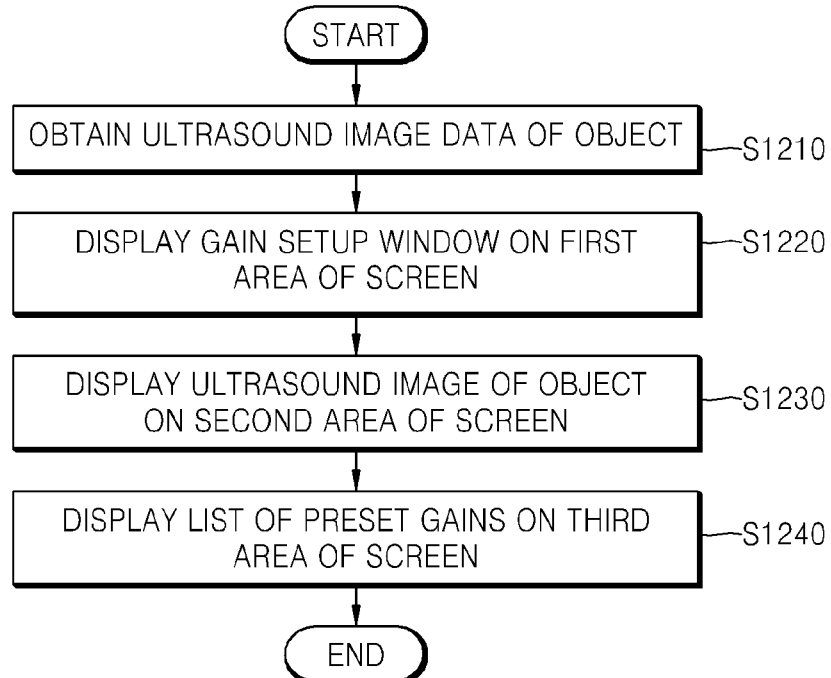 START
OBTAIN ULTRASOUND IMAGE DATA OF OBJECT
S1210
DISPLAY GAIN SETUP WINDOW ON FIRST
AREA OF SCREEN
S1220
DISPLAY ULTRASOUND IMAGE OF OBJECT
ON SECOND AREA OF SCREEN
S1230
DISPLAY LIST OF PRESET GAINS ON THIRD
AREA OF SCREEN
S1240
END